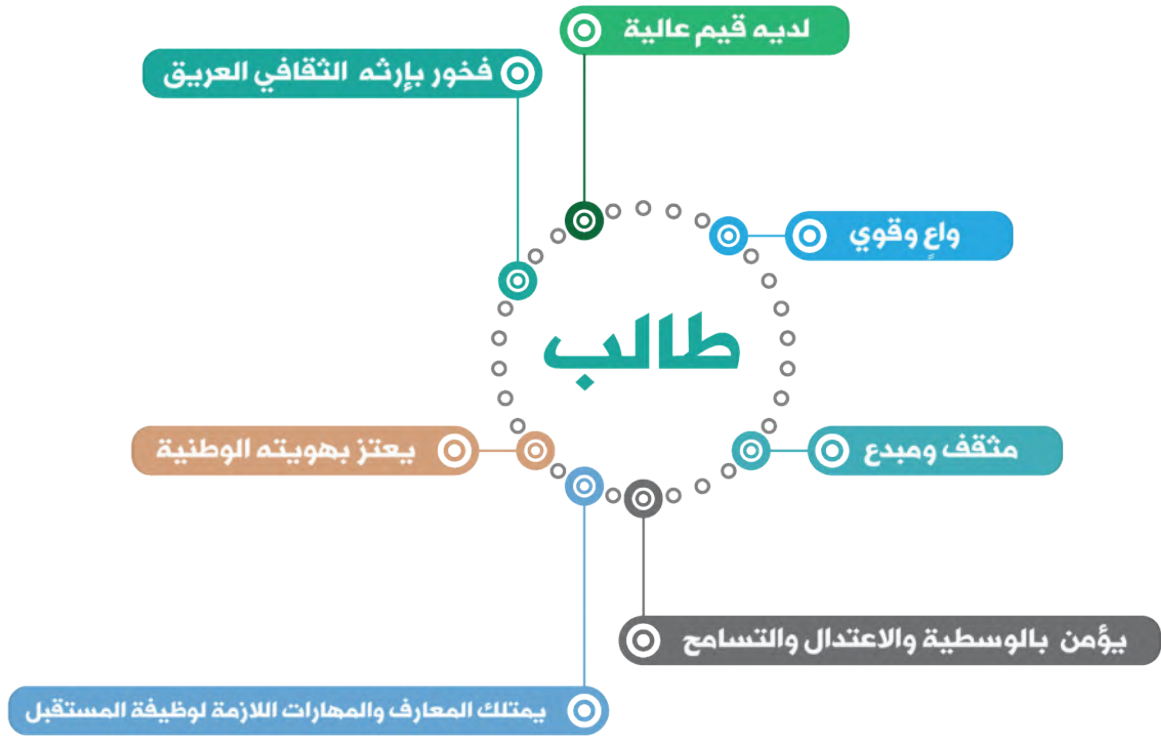 لديه قيم عالية
فخور بإرثه الثقافي العريق
واعٍ وقوي
طالب
مثقف ومبدع
يعتز بهويته الوطنية
يؤمن بالوسطية والاعتدال والتسامح
يمتلك المعارف والمهارات اللازمة لوظيفة المستقبل